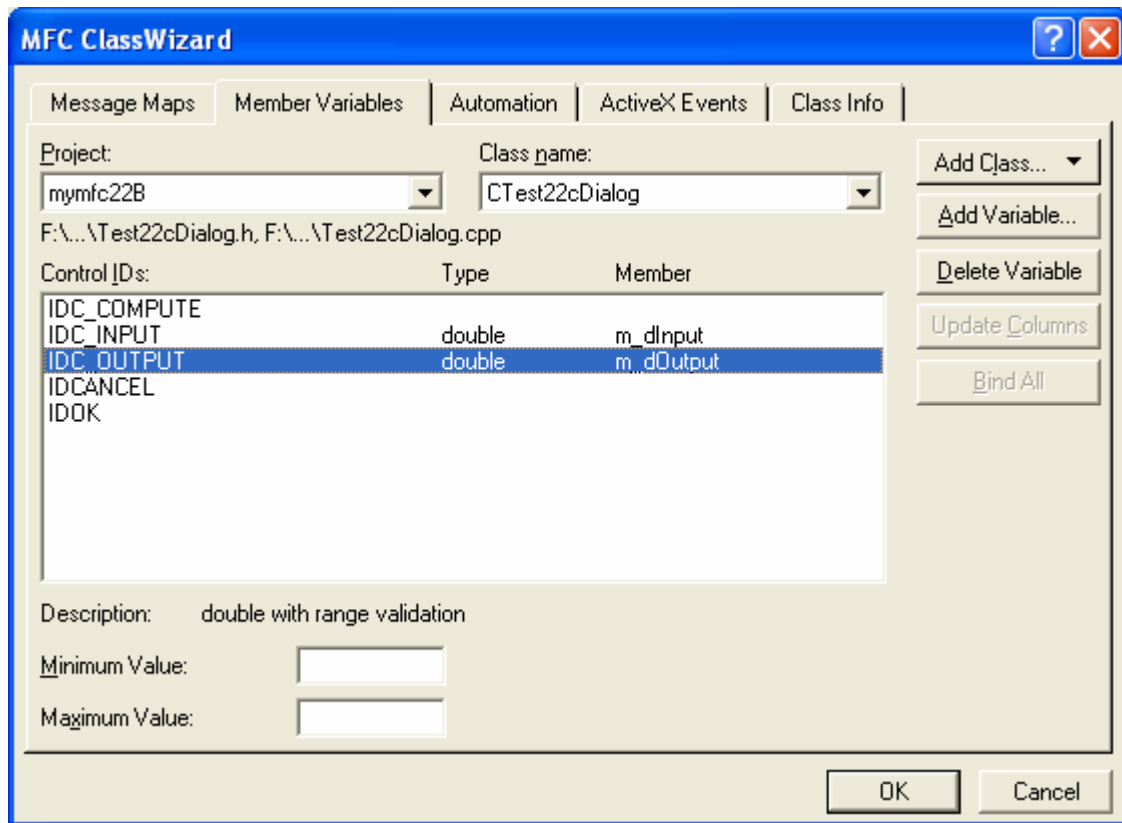 MFC ClassWizard
Message Maps Member Variables Automation ActiveX Events Class Info
Project: Class name:
mymfc22B CTest22cDialog
F:\...\Test22cDialog.h, F:\...\Test22cDialog.cpp
Control IDs: Type Member
IDC_COMPUTE
IDC_INPUT double m_dInput
IDC_OUTPUT double m_dOutput
IDCANCEL
IDOK
Add Class...
Add Variable...
Delete Variable
Update Columns
Bind All
Description: double with range validation
Minimum Value:
Maximum Value:
OK Cancel